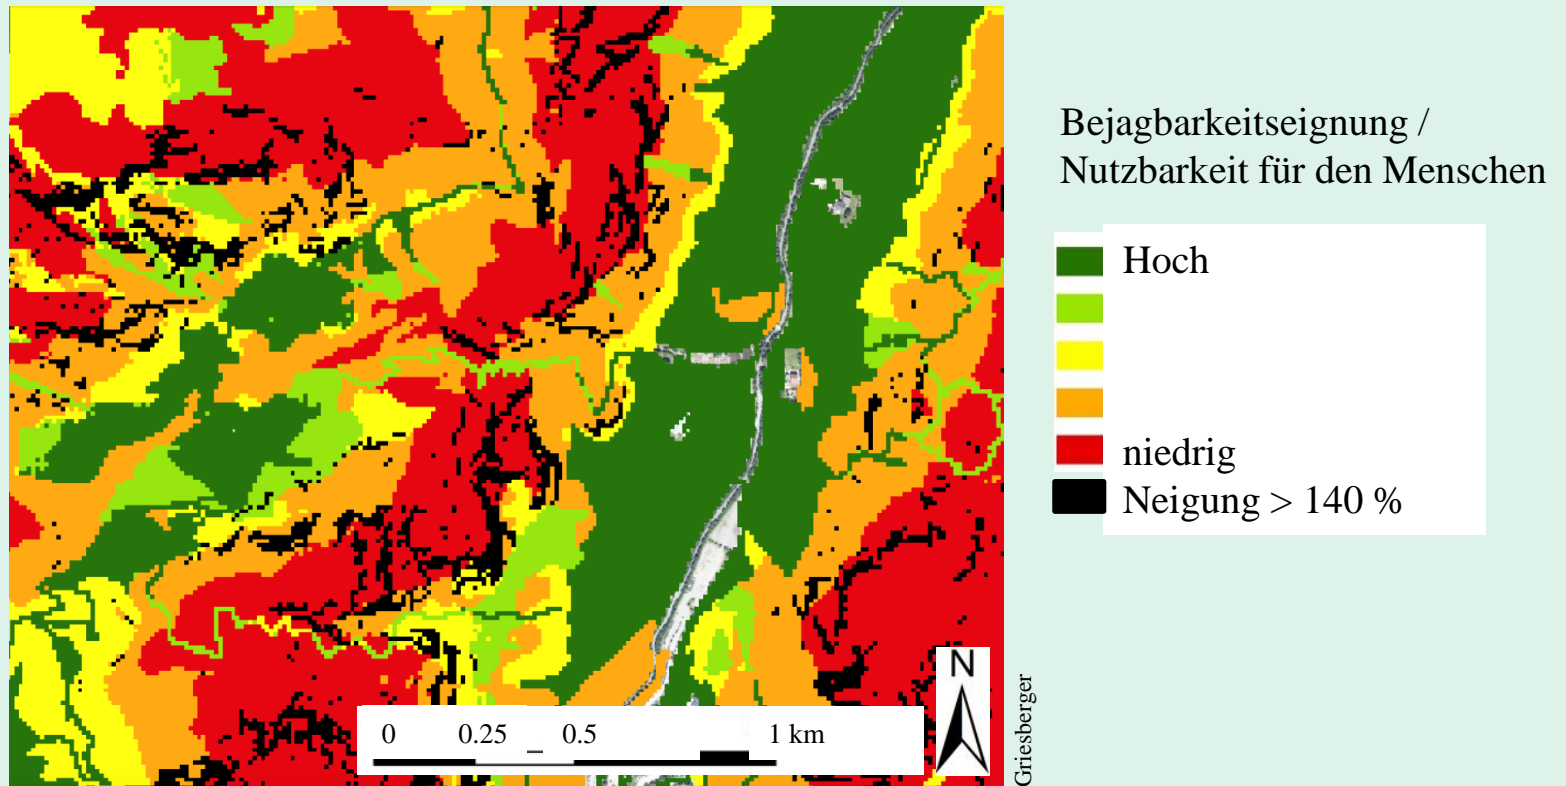 Bejagbarkeitseignung /
Nutzbarkeit für den Menschen
Hoch
niedrig
Neigung > 140 %
N
0 0.25 0.5 1 km
Griesberger